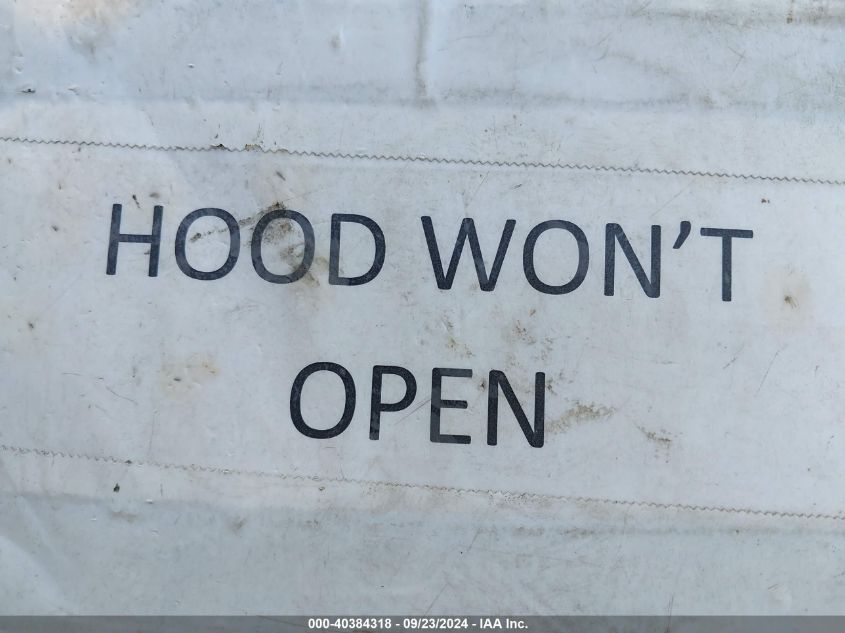 HOOD WON'T
OPEN
000-40384318 - 09/23/2024 - IAA Inc.